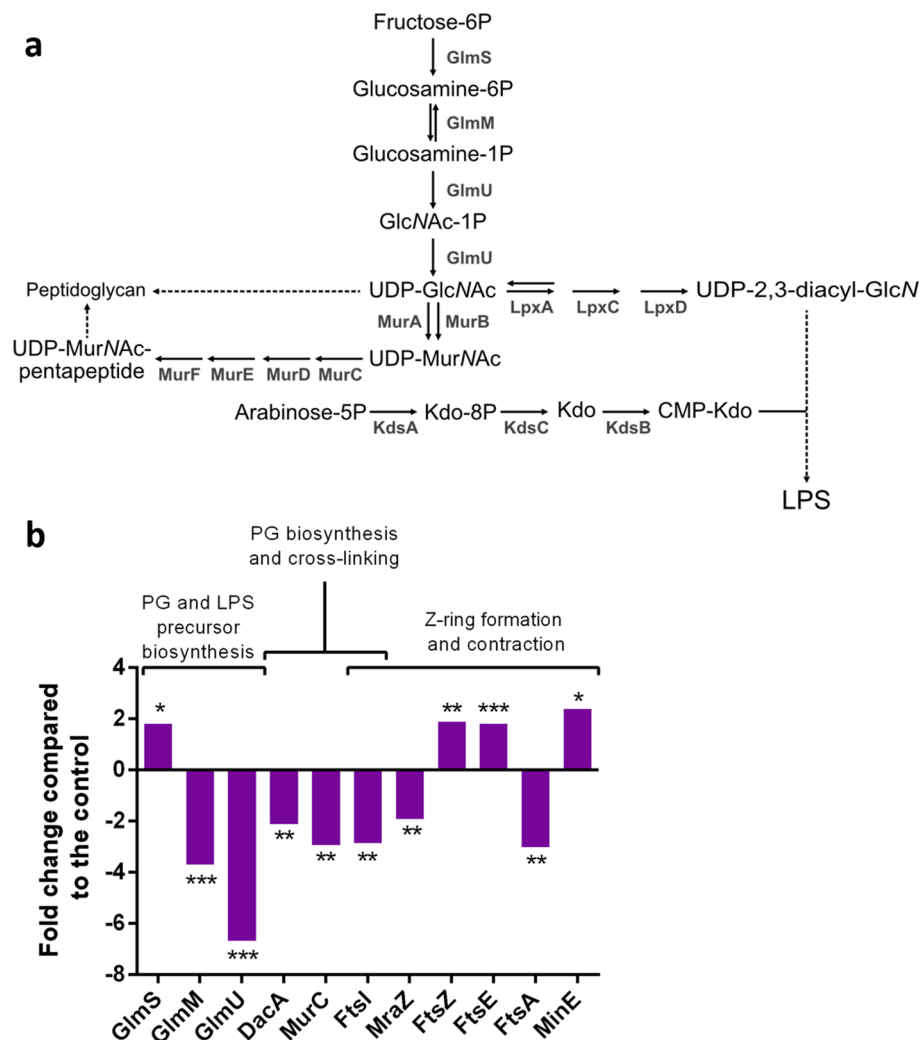 a
Fructose-6P
GlmS
Glucosamine-6P
GlmM
Glucosamine-1P
GlmU
GlcNAc-1P
GlmU
Peptidoglycan
UDP-GlcNAc
LpxA
LpxC
LpxD
UDP-2,3-diacyl-GlcN
MurA
MurB
UDP-MurNAc-
pentapeptide
MurF
MurE
MurD
MurC
UDP-MurNAc
Arabinose-5P
KdsA
Kdo-8P
KdsC
Kdo
KdsB
CMP-Kdo
LPS
b
PG biosynthesis
and cross-linking
PG and LPS
precursor
biosynthesis
Z-ring formation
and contraction
Fold change compared
to the control
4
2
0
-2
-4
-6
-8
*
***
***
**
**
**
**
**
***
**
*
GlmS
GlmM
GlmU
DacA
MurC
FtsI
MraZ
FtsZ
FtsE
FtsA
MinE